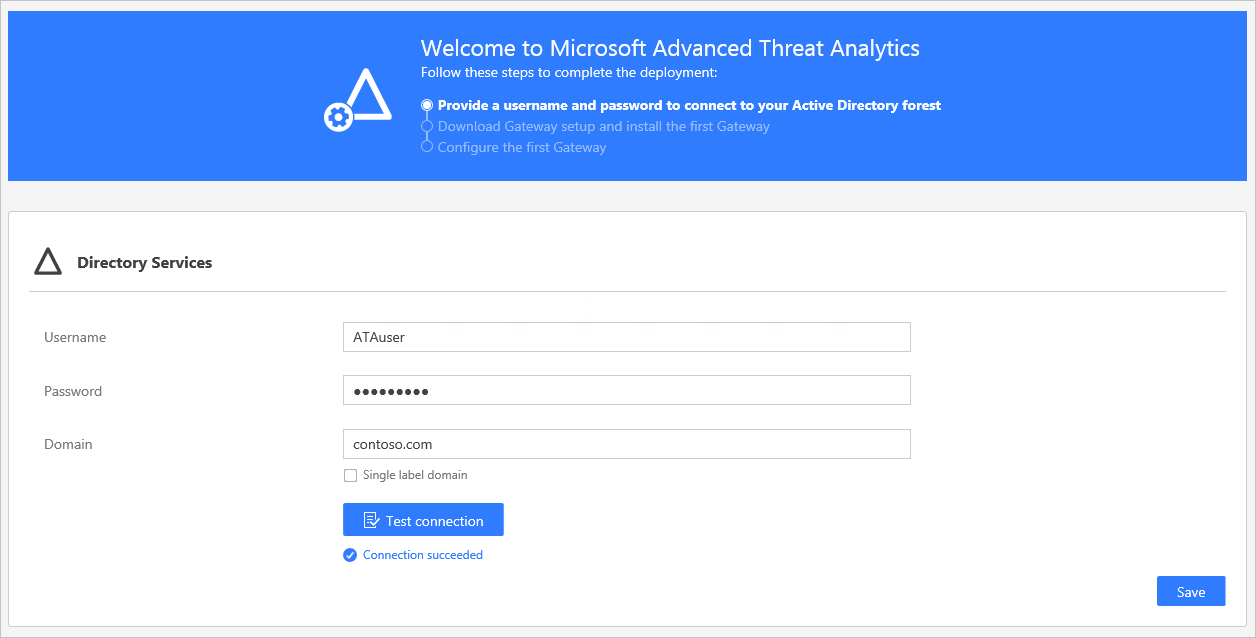 Welcome to Microsoft Advanced Threat Analytics
Follow these steps to complete the deployment:
Provide a username and password to connect to your Active Directory forest
Download Gateway setup and install the first Gateway
Configure the first Gateway
Directory Services
Username
ATAuser
Password
●●●●●●●●●
Domain
contoso.com
Single label domain
Test connection
Connection succeeded
Save